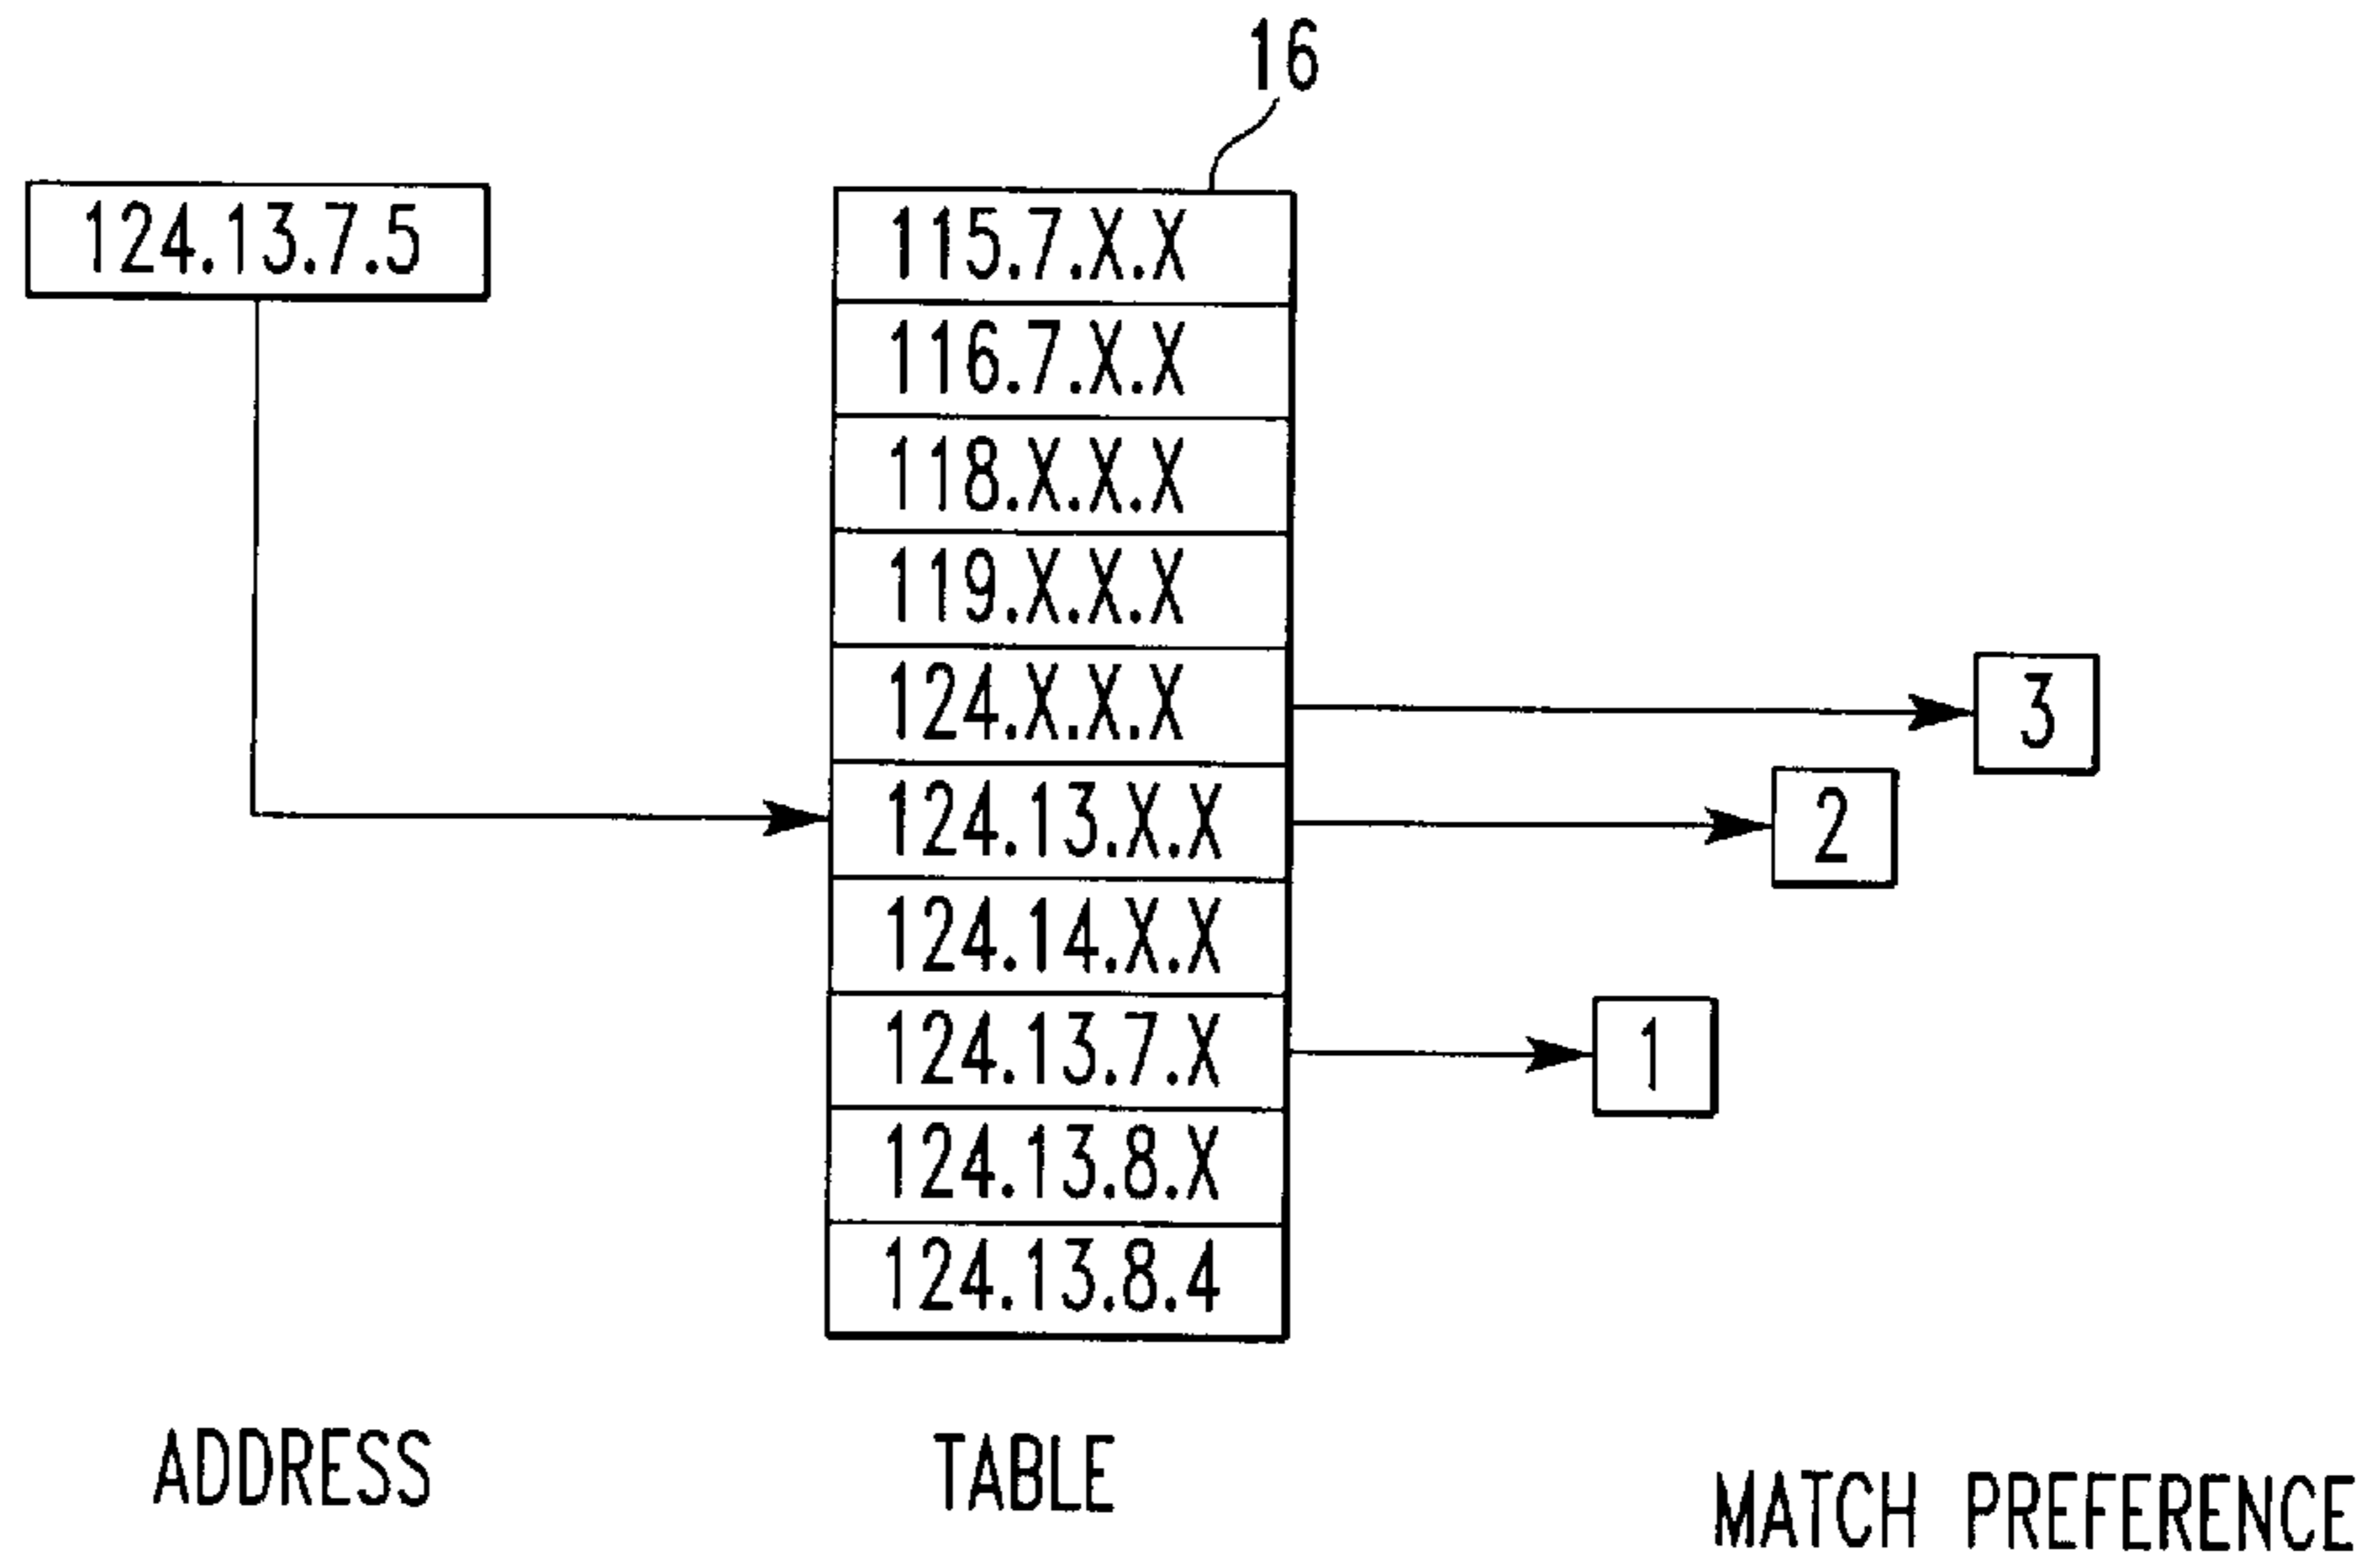 16
124.13.7.5
115.7.X.X
116.7.X.X
118.X.X.X
119.X.X.X
124.X.X.X
3
124.13.X.X
2
124.14.X.X
124.13.7.X
1
124.13.8.X
124.13.8.4
ADDRESS
TABLE
MATCH PREFERENCE